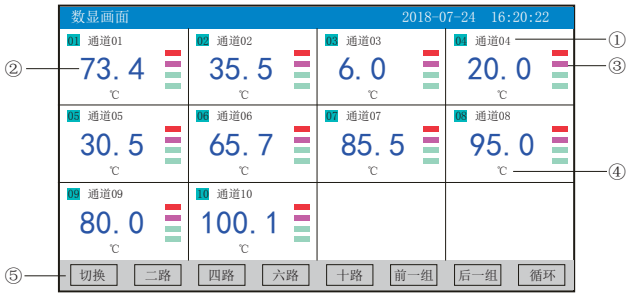 数显画面 2018-07-24 16:20:22
01 通道01 02 通道02 03 通道03 04 通道04 ①
② 73.4 35.5 6.0 20.0 ③
℃ ℃ ℃ ℃
05 通道05 06 通道06 07 通道07 08 通道08
30.5 65.7 85.5 95.0
℃ ℃ ℃ ℃ ④
09 通道09 10 通道10
80.0 100.1
℃ ℃
⑤ 切换 二路 四路 六路 十路 前一组 后一组 循环